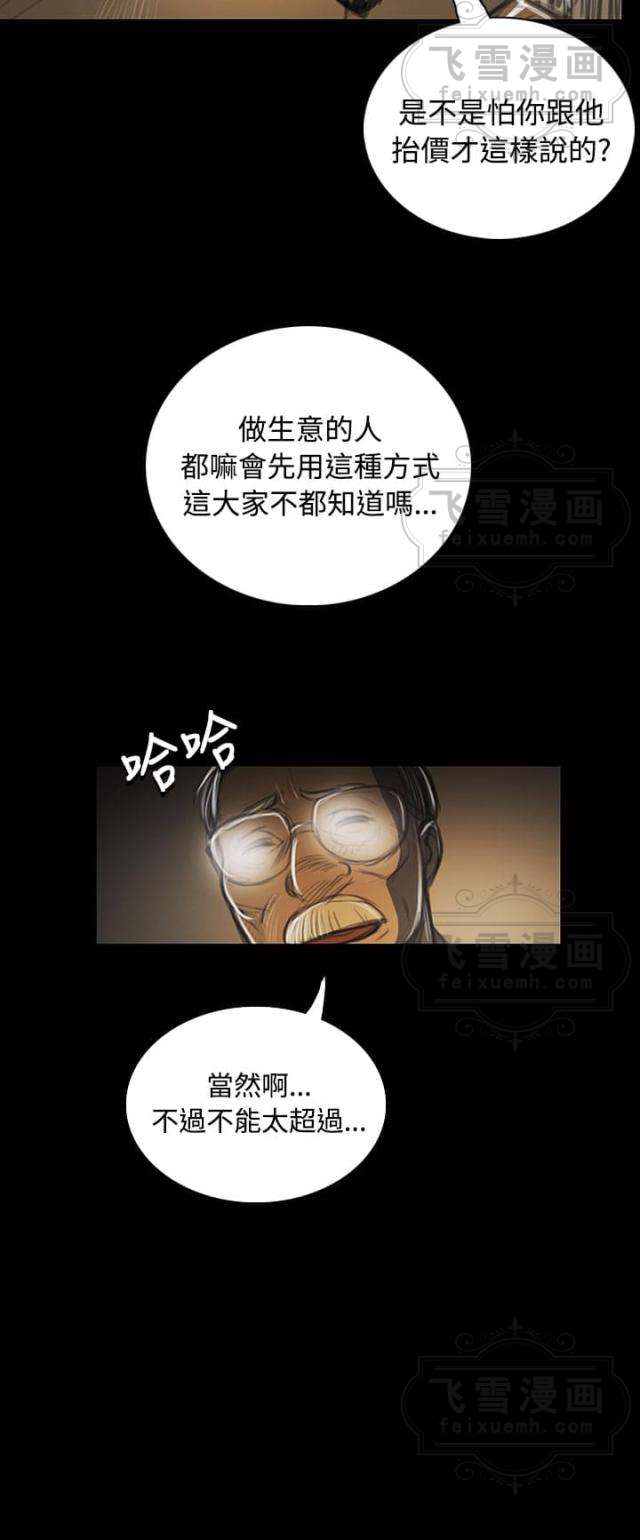 飞雪漫画
feixuemh.com
是不是怕你跟他
抬價才這樣說的?
做生意的人
都嘛會先用這種方式
這大家不都知道嗎...
飞雪漫画
feixuemh.com
哈哈
飞雪漫画
feixuemh.com
當然啊...
不過不能太超過...
飞雪漫画
feixuemh.com